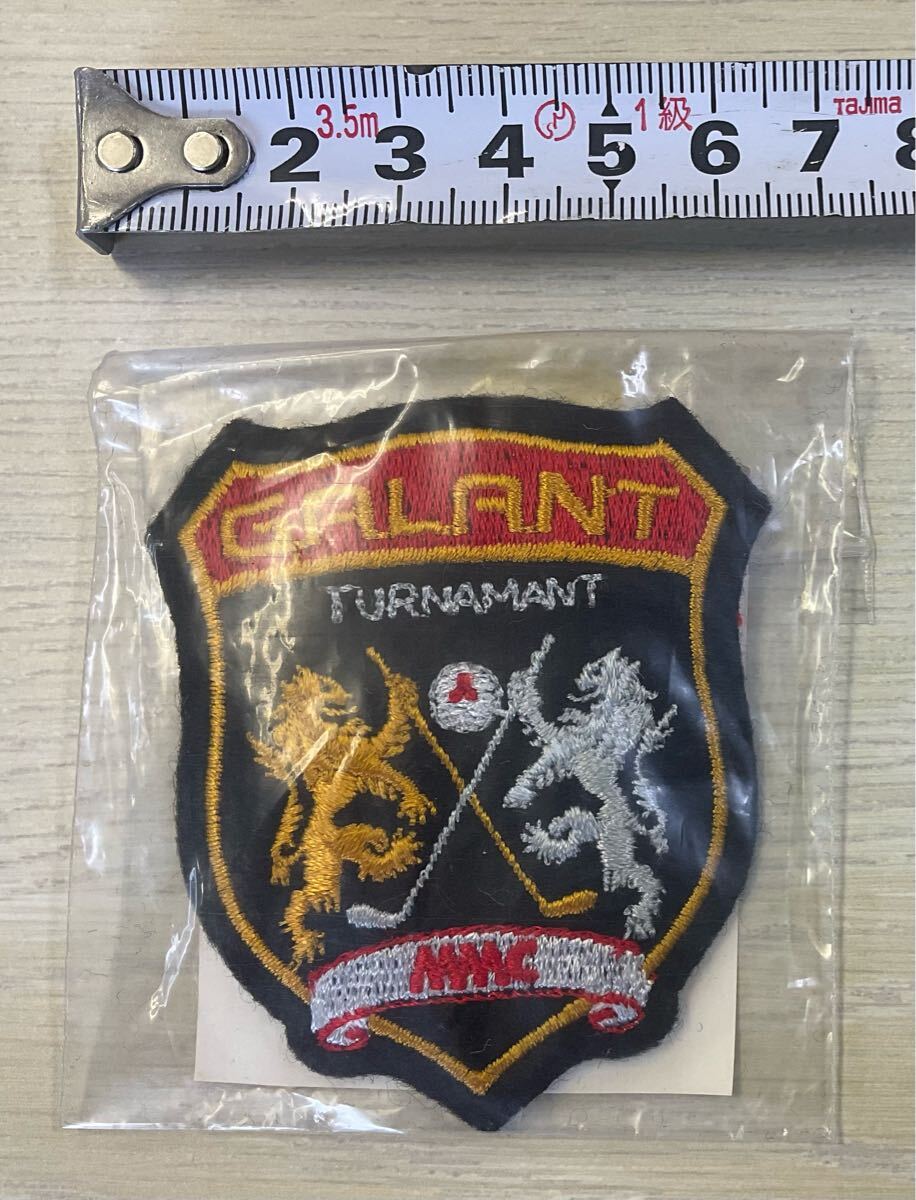 3.5m 1級 Tajima
2 3 4 5 6 7 8
GALANT
TURNAMANT
MMC